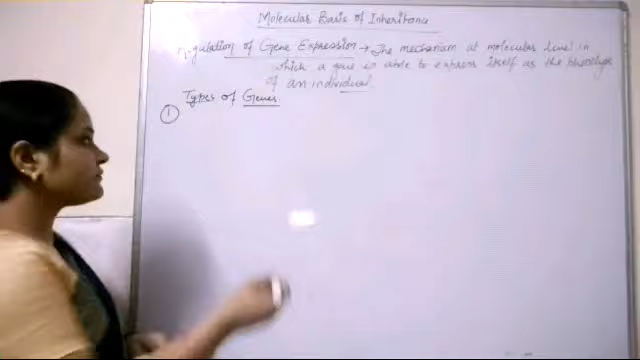 Molecular Basis of Inheritance
Regulation of Gene Expression → The mechanism at molecular level in
which a gene is able to express itself as the phenotype
of an individual.
Types of Genes
①